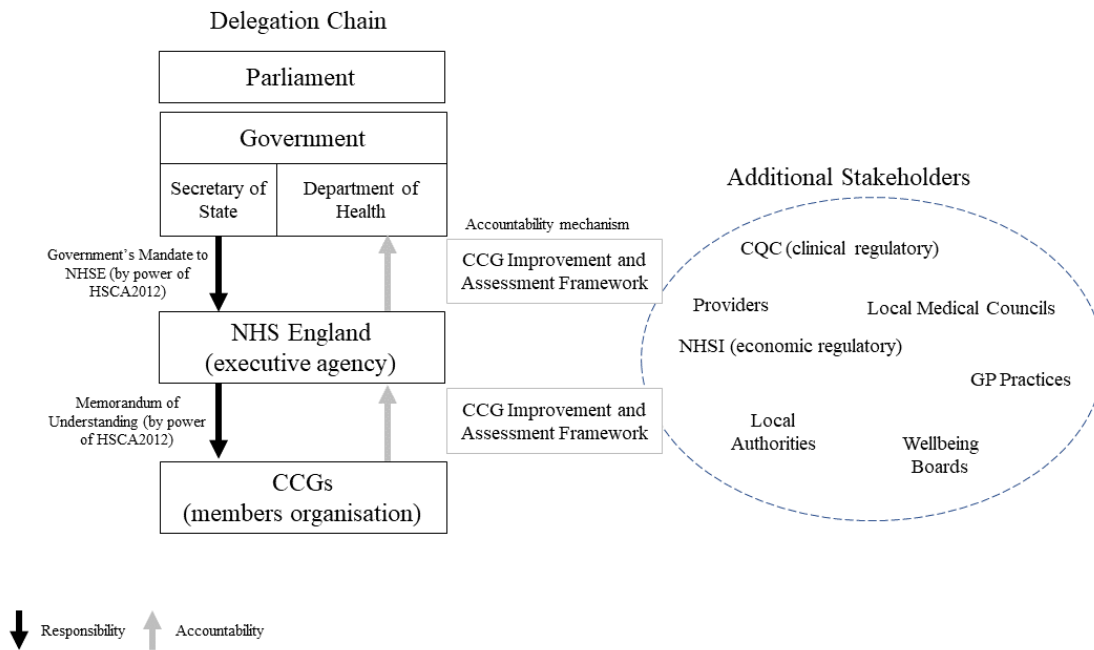 Delegation Chain
Parliament
Government
Secretary of
State
Department of
Health
Government's Mandate to
NHSE (by power of
HSCA2012)
Accountability mechanism
CCG Improvement and
Assessment Framework
NHS England
(executive agency)
Memorandum of
Understanding (by power
of HSCA2012)
CCG Improvement and
Assessment Framework
CCGs
(members organisation)
Additional Stakeholders
CQC (clinical regulatory)
Providers
Local Medical Councils
NHSI (economic regulatory)
GP Practices
Local
Authorities
Wellbeing
Boards
Responsibility
Accountability